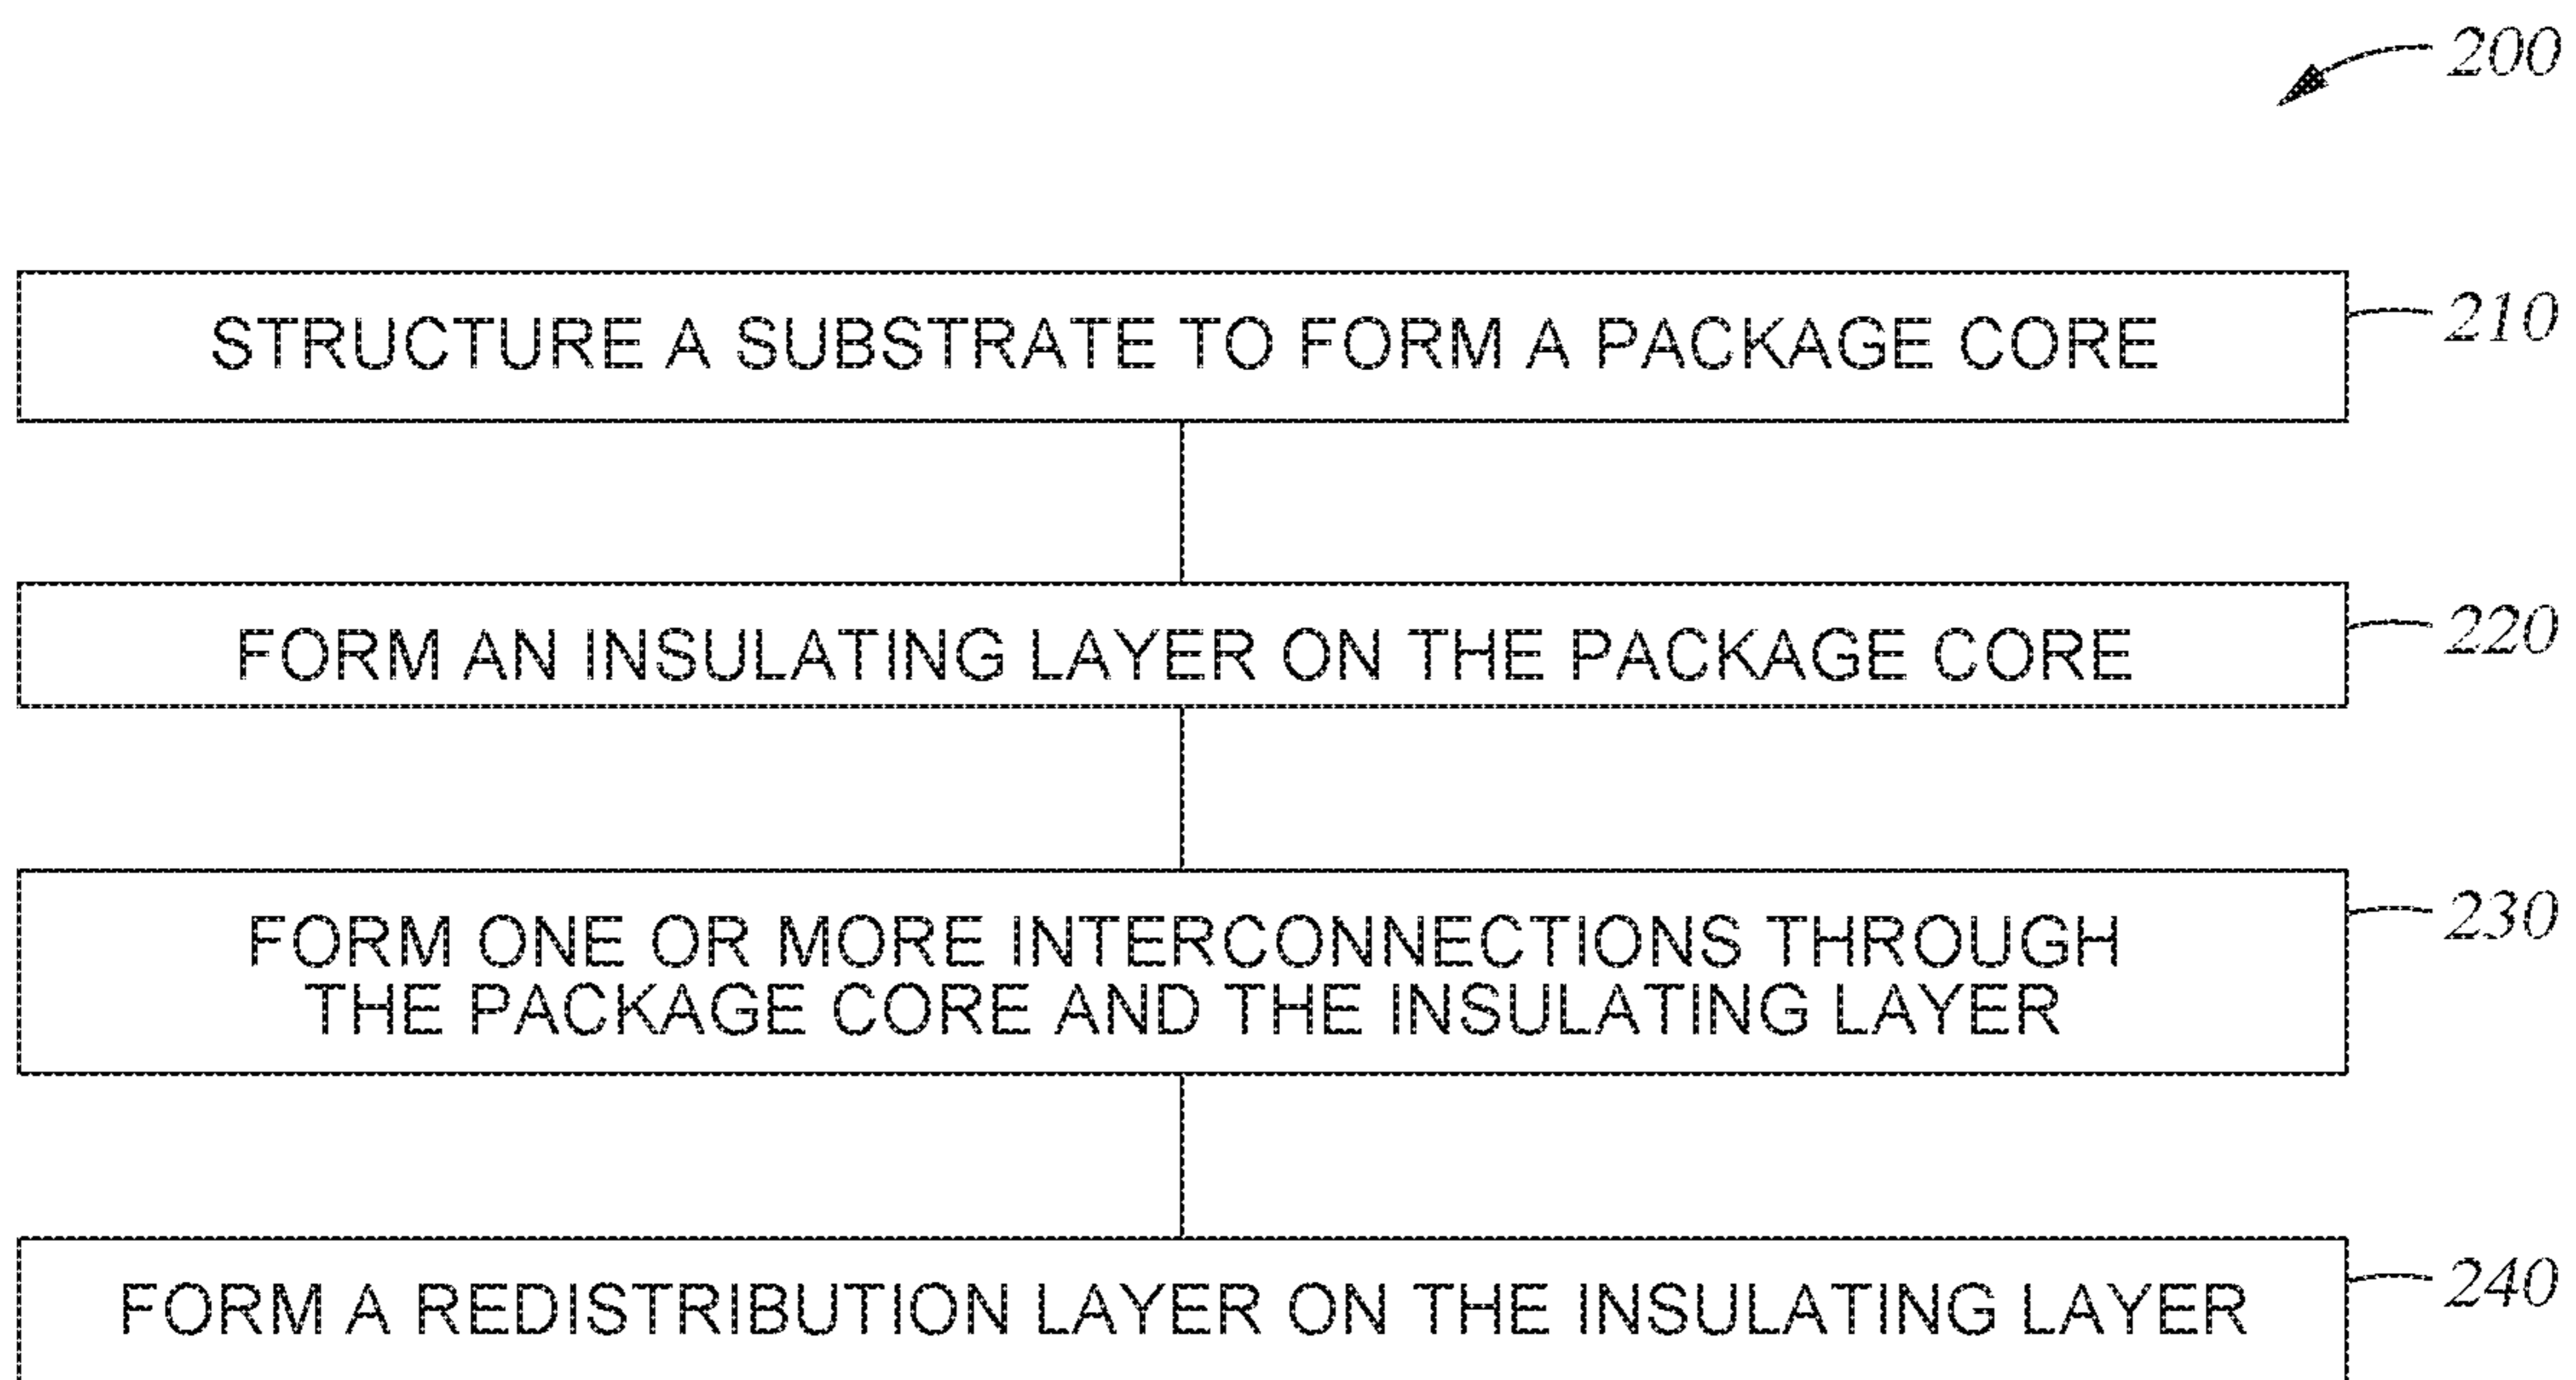 200
STRUCTURE A SUBSTRATE TO FORM A PACKAGE CORE
210
FORM AN INSULATING LAYER ON THE PACKAGE CORE
220
FORM ONE OR MORE INTERCONNECTIONS THROUGH
THE PACKAGE CORE AND THE INSULATING LAYER
230
FORM A REDISTRIBUTION LAYER ON THE INSULATING LAYER
240